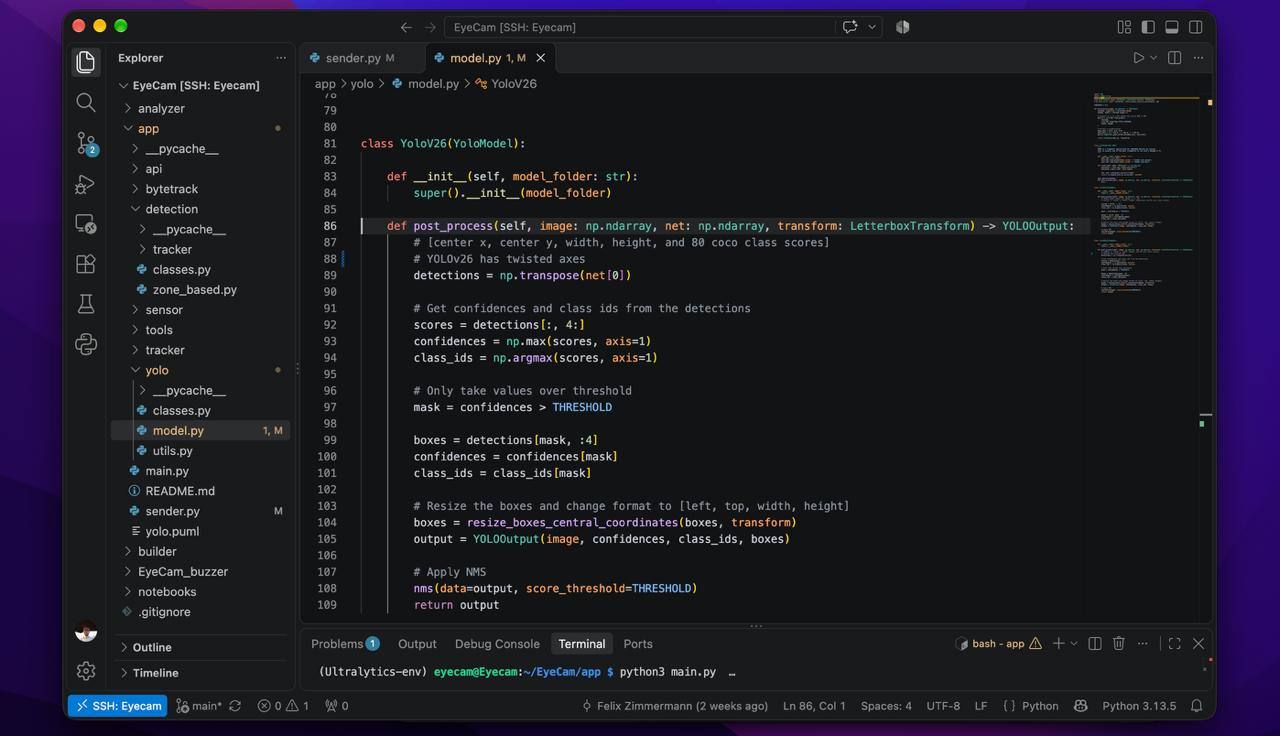 EyeCam [SSH: Eyecam]
Explorer
EyeCam [SSH: Eyecam]
analyzer
app
__pycache__
api
bytetrack
detection
__pycache__
tracker
classes.py
zone_based.py
sensor
tools
tracker
yolo
__pycache__
classes.py
model.py 1, M
utils.py
main.py
README.md
sender.py M
yolo.puml
builder
EyeCam_buzzer
notebooks
.gitignore
Outline
Timeline
2
sender.py M
model.py 1, M
app > yolo > model.py > YoloV26
78
79
80
81 class YoloV26(YoloModel):
82
83 def __init__(self, model_folder: str):
84 super().__init__(model_folder)
85
86 def post_process(self, image: np.ndarray, net: np.ndarray, transform: LetterboxTransform) -> YOLOOutput:
87 # [center x, center y, width, height, and 80 coco class scores]
88 # YOLOv26 has twisted axes
89 detections = np.transpose(net[0])
90
91 # Get confidences and class ids from the detections
92 scores = detections[:, 4:]
93 confidences = np.max(scores, axis=1)
94 class_ids = np.argmax(scores, axis=1)
95
96 # Only take values over threshold
97 mask = confidences > THRESHOLD
98
99 boxes = detections[mask, :4]
100 confidences = confidences[mask]
101 class_ids = class_ids[mask]
102
103 # Resize the boxes and change format to [left, top, width, height]
104 boxes = resize_boxes_central_coordinates(boxes, transform)
105 output = YOLOOutput(image, confidences, class_ids, boxes)
106
107 # Apply NMS
108 nms(data=output, score_threshold=THRESHOLD)
109 return output
Problems 1 Output Debug Console Terminal Ports
bash - app
(Ultralytics-env) eyecam@Eyecam:~/EyeCam/app $ python3 main.py …
SSH: Eyecam main* 0 1 0 Felix Zimmermann (2 weeks ago) Ln 86, Col 1 Spaces: 4 UTF-8 LF { } Python Python 3.13.5